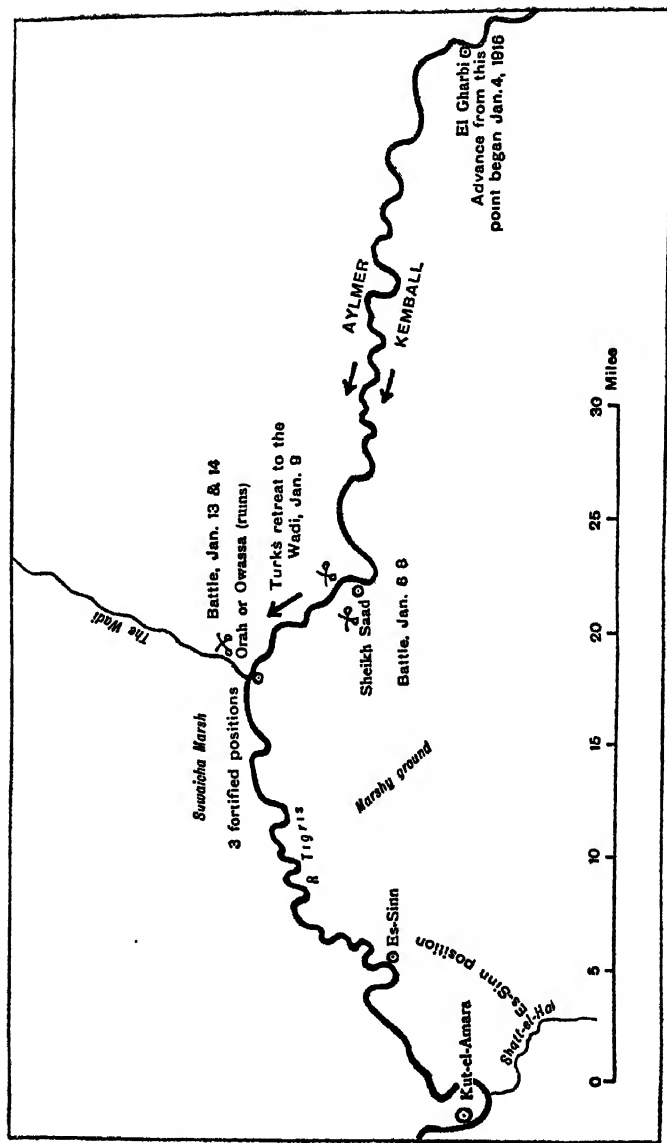 The Wadi
Battle, Jan. 13 & 14
Orah or Owassa (ruins)
Turks retreat to the
Wadi, Jan. 9
Suwaicha Marsh
3 fortified positions
R Tigris
Marshy ground
Sheikh Saad
Battle, Jan. 6 8
AYLMER
KEMBALL
El Gharbi
Advance from this
point began Jan. 4, 1916
Es-Sinn
Es-Sinn position
Shatt-el-Hai
Kut-el-Amara
0 5 10 15 20 25 30 Miles